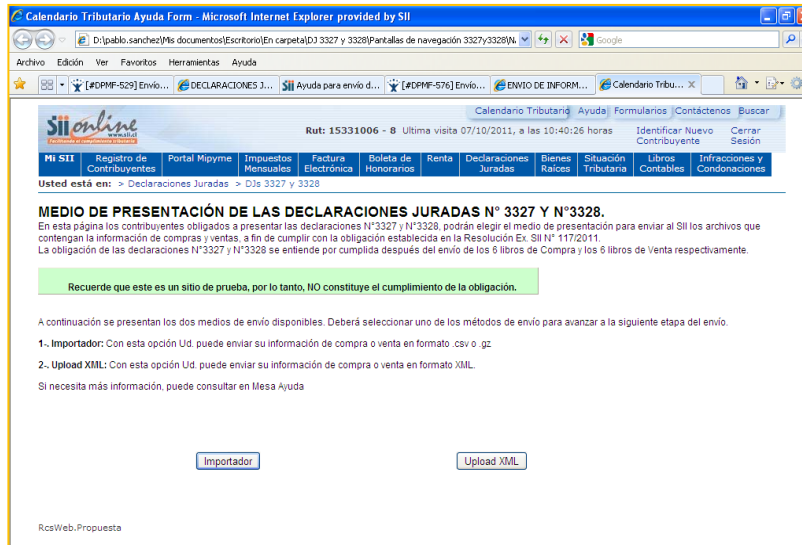 Calendario Tributario Ayuda Form - Microsoft Internet Explorer provided by SII
D:\pablo.sanchez\Mis documentos\Escritorio\En carpeta\DJ 3327 y 3328\Pantallas de navegación 3327y3328\N
Google
Archivo Edición Ver Favoritos Herramientas Ayuda
[#DPMF-529] Envío... DECLARACIONES J... Ayuda para envío d... [#DPMF-576] Envío... ENVIO DE INFORM... Calendario Tribu...
Calendario Tributario Ayuda Formularios Contáctenos Buscar
Sii online
www.sii.cl
Facilitando el cumplimiento tributario
Rut: 15331006 - 8 Ultima visita 07/10/2011, a las 10:40:26 horas
Identificar Nuevo Contribuyente
Cerrar Sesión
Mi SII Registro de Contribuyentes Portal Mipyme Impuestos Mensuales Factura Electrónica Boleta de Honorarios Renta Declaraciones Juradas Bienes Raíces Situación Tributaria Libros Contables Infracciones y Condonaciones
Usted está en: > Declaraciones Juradas > DJs 3327 y 3328
MEDIO DE PRESENTACIÓN DE LAS DECLARACIONES JURADAS N° 3327 Y N°3328.
En esta página los contribuyentes obligados a presentar las declaraciones N°3327 y N°3328, podrán elegir el medio de presentación para enviar al SII los archivos que
contengan la información de compras y ventas, a fin de cumplir con la obligación establecida en la Resolución Ex. SII N° 117/2011.
La obligación de las declaraciones N°3327 y N°3328 se entiende por cumplida después del envío de los 6 libros de Compra y los 6 libros de Venta respectivamente.
Recuerde que este es un sitio de prueba, por lo tanto, NO constituye el cumplimiento de la obligación.
A continuación se presentan los dos medios de envío disponibles. Deberá seleccionar uno de los métodos de envío para avanzar a la siguiente etapa del envío.
1-. Importador: Con esta opción Ud. puede enviar su información de compra o venta en formato .csv o .gz
2-. Upload XML: Con esta opción Ud. puede enviar su información de compra o venta en formato XML.
Si necesita más información, puede consultar en Mesa Ayuda
Importador
Upload XML
RcsWeb.Propuesta